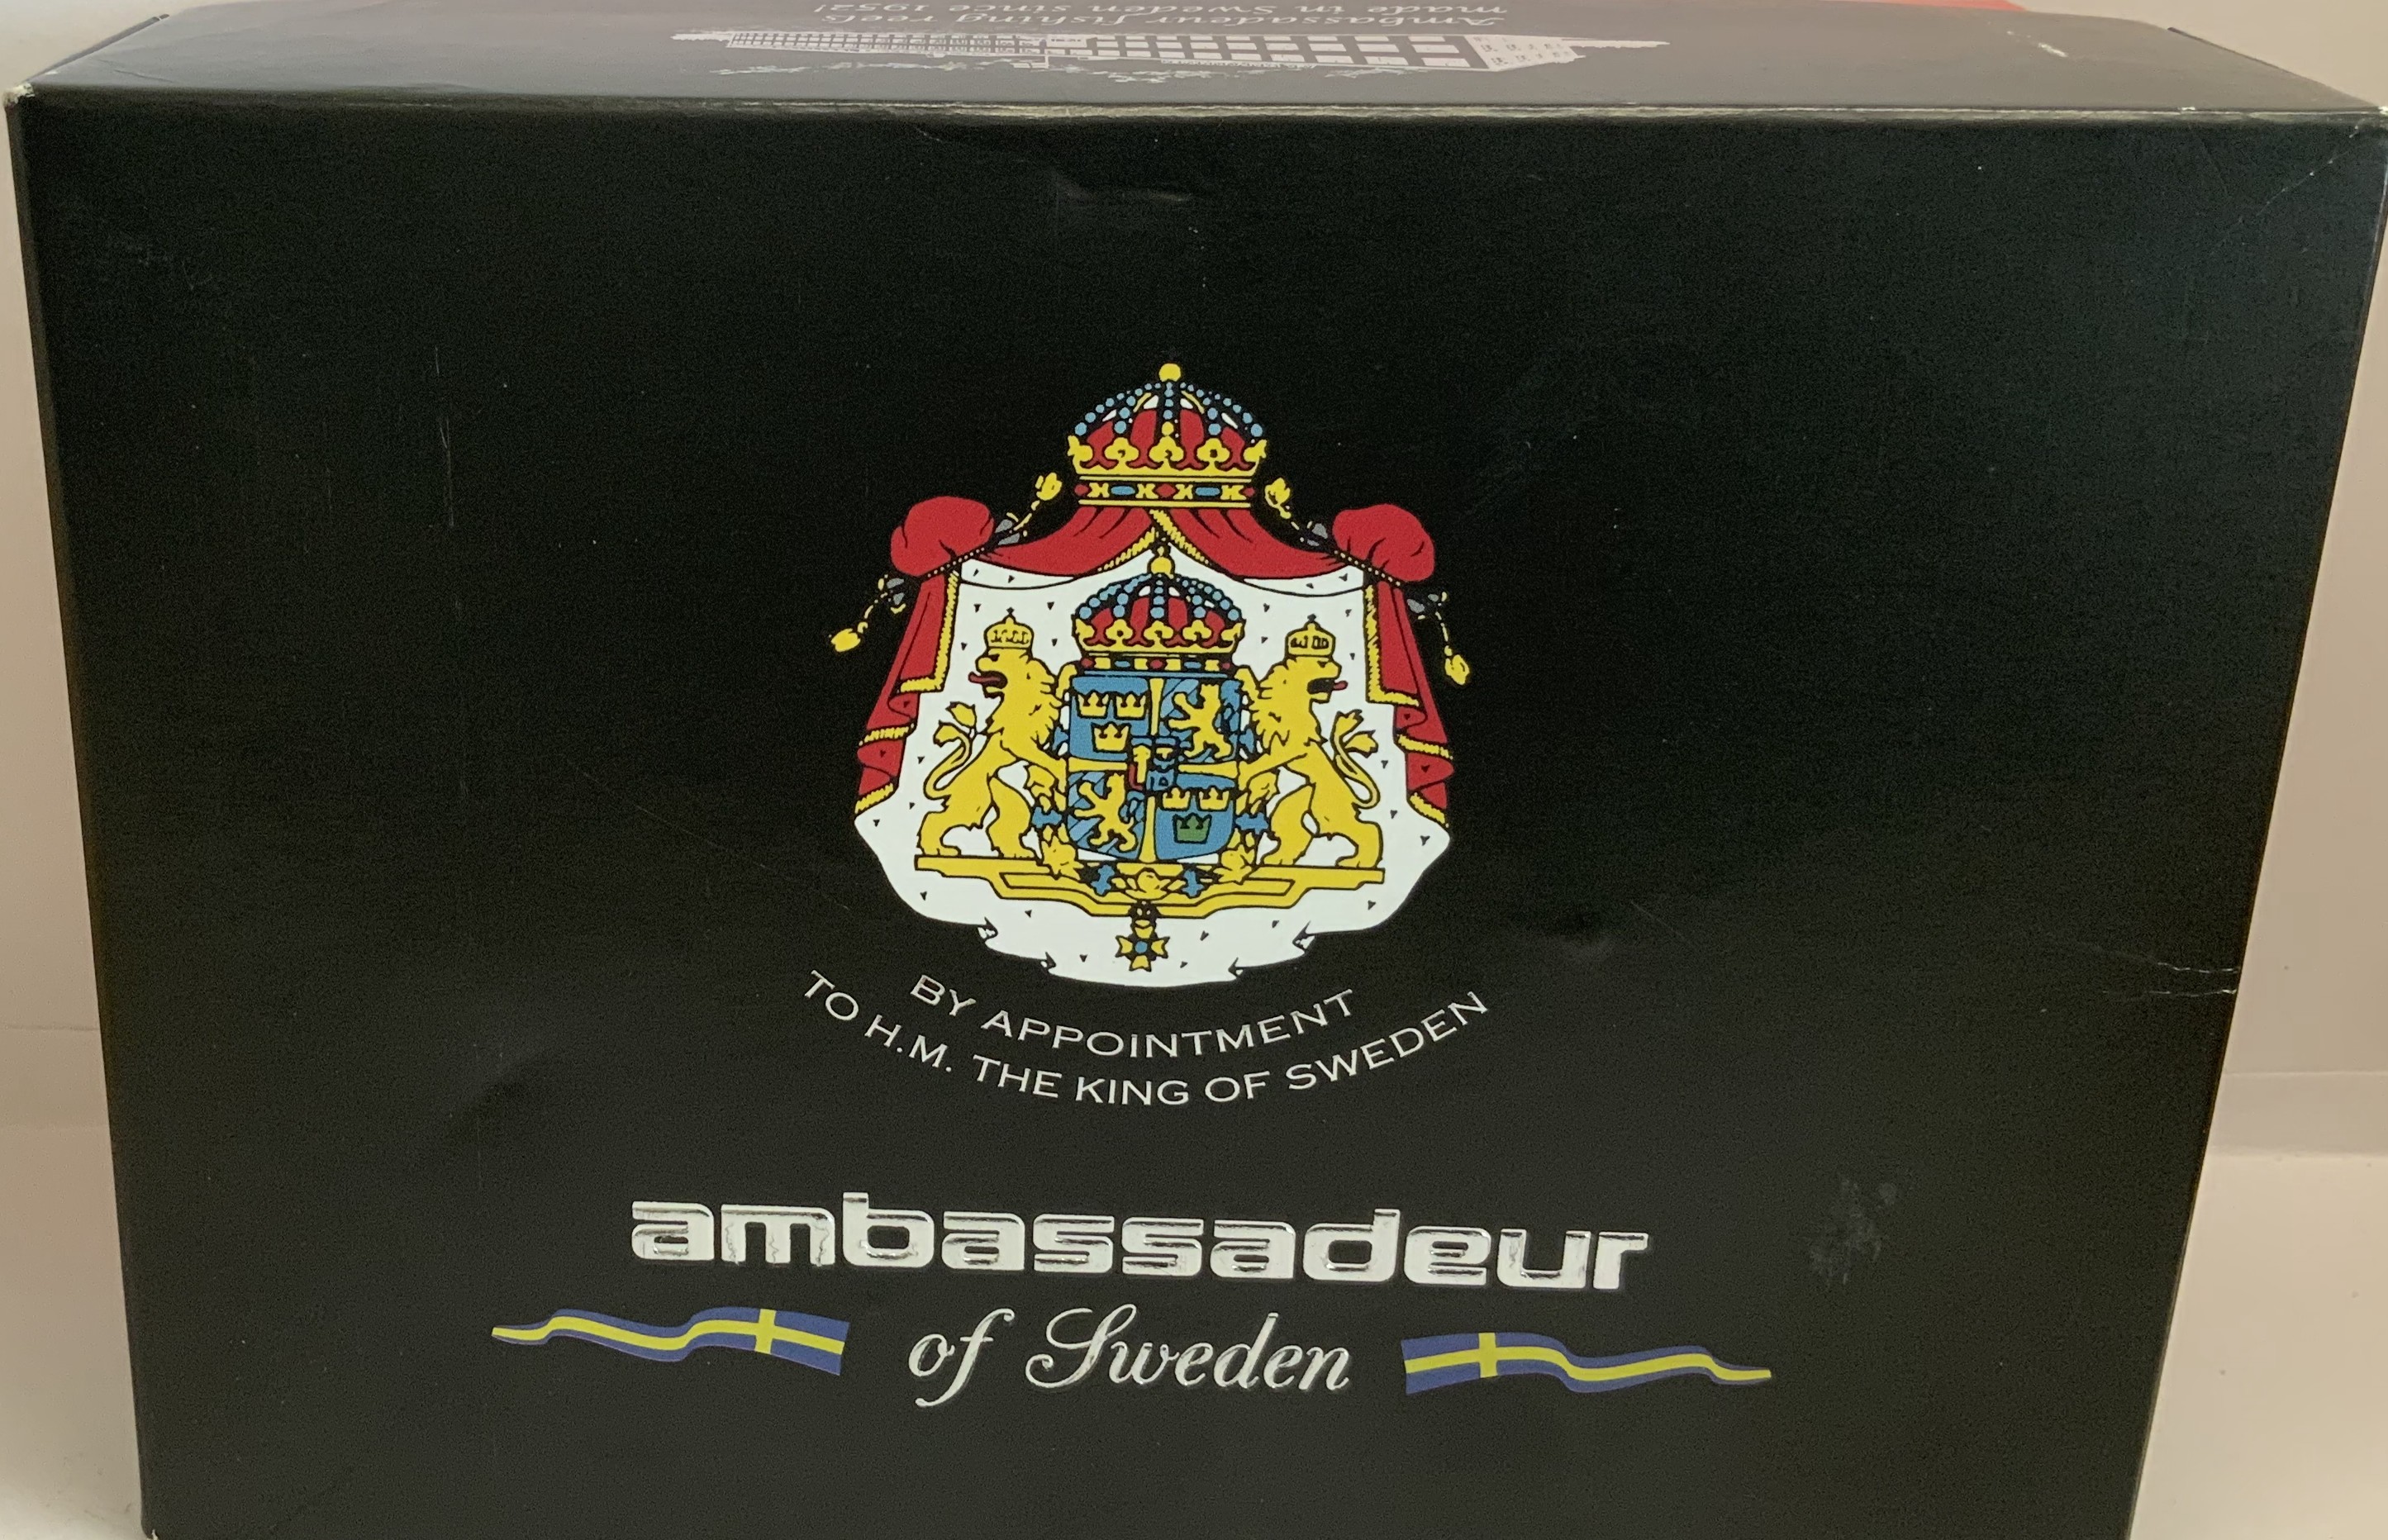 Ambassadeur fishing reels
made in Sweden since 1952!
BY APPOINTMENT
TO H.M. THE KING OF SWEDEN
ambassadeur
of Sweden